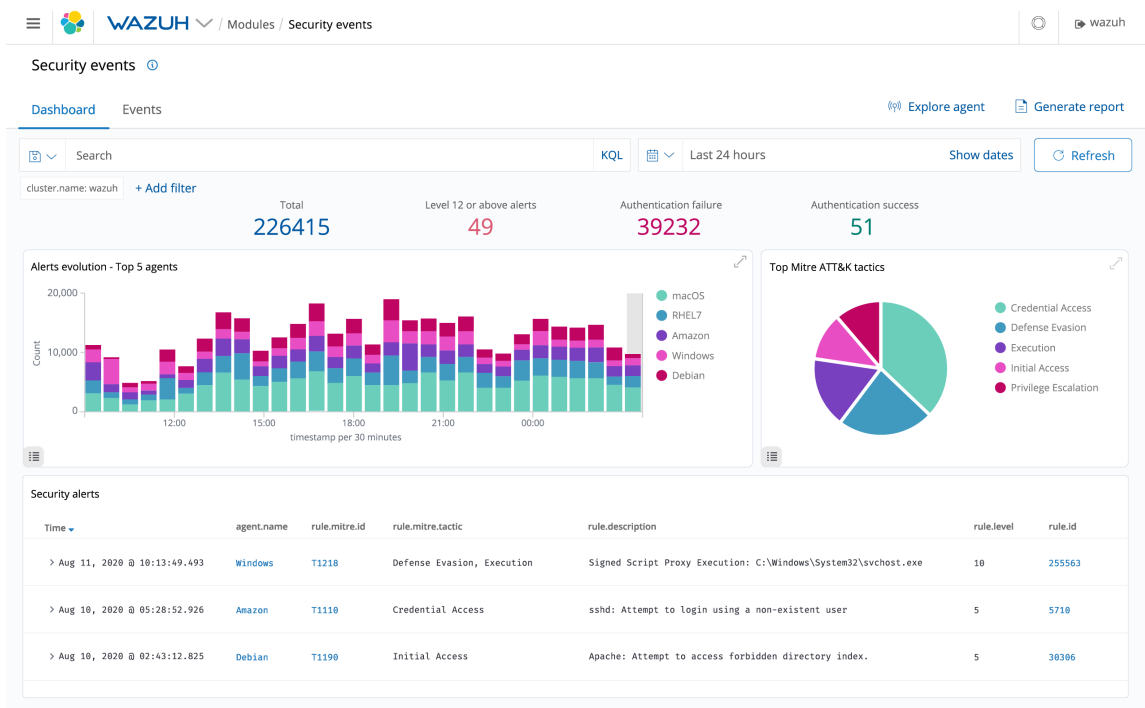 WAZUH / Modules / Security events
wazuh
Security events
Dashboard Events
Explore agent Generate report
Search KQL Last 24 hours Show dates Refresh
cluster.name: wazuh + Add filter
Total Level 12 or above alerts Authentication failure Authentication success
226415 49 39232 51
Alerts evolution - Top 5 agents
20,000
10,000
0
Count
12:00 15:00 18:00 21:00 00:00
timestamp per 30 minutes
macOS
RHEL7
Amazon
Windows
Debian
Top Mitre ATT&K tactics
Credential Access
Defense Evasion
Execution
Initial Access
Privilege Escalation
Security alerts
Time agent.name rule.mitre.id rule.mitre.tactic rule.description rule.level rule.id
Aug 11, 2020 @ 10:13:49.493 Windows T1218 Defense Evasion, Execution Signed Script Proxy Execution: C:\Windows\System32\svchost.exe 10 255563
Aug 10, 2020 @ 05:28:52.926 Amazon T1110 Credential Access sshd: Attempt to login using a non-existent user 5 5710
Aug 10, 2020 @ 02:43:12.825 Debian T1190 Initial Access Apache: Attempt to access forbidden directory index. 5 30306